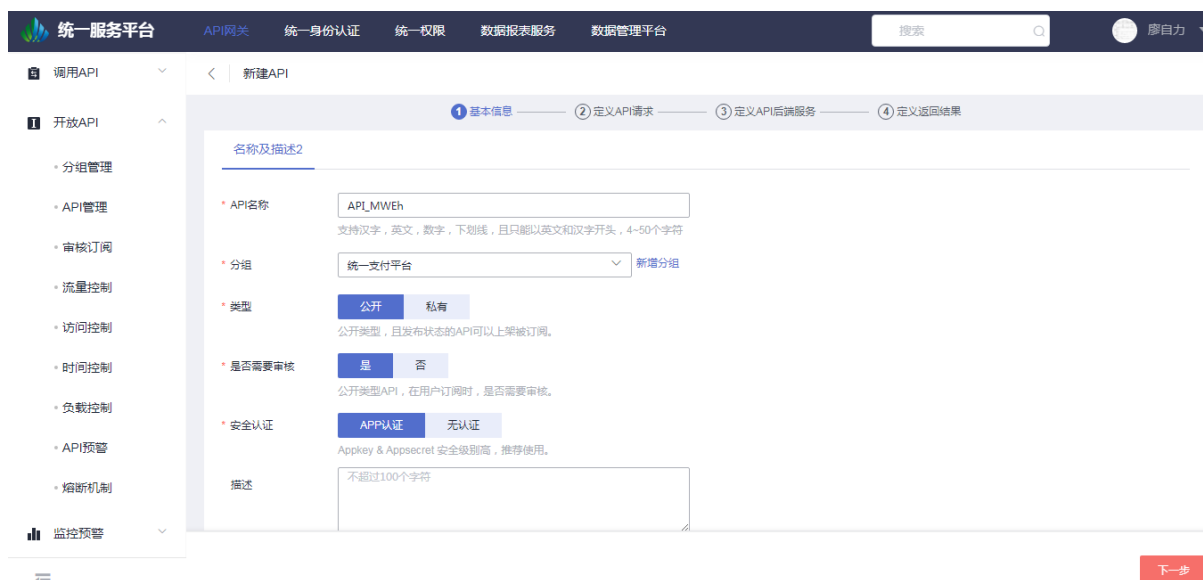 统一服务平台 API网关 统一身份认证 统一权限 数据报表服务 数据管理平台 搜索 廖自力
调用API
新建API
1 基本信息 2 定义API请求 3 定义API后端服务 4 定义返回结果
开放API
名称及描述2
分组管理
API管理
* API名称 API_MWEh
支持汉字，英文，数字，下划线，且只能以英文和汉字开头，4~50个字符
审核订阅
* 分组 统一支付平台 新增分组
流量控制
* 类型 公开 私有
访问控制
公开类型，且发布状态的API可以上架被订阅。
时间控制
* 是否需要审核 是 否
公开类型API，在用户订阅时，是否需要审核。
负载控制
* 安全认证 APP认证 无认证
API预警
Appkey & Appsecret 安全级别高，推荐使用。
熔断机制
描述 不超过100个字符
监控预警
下一步